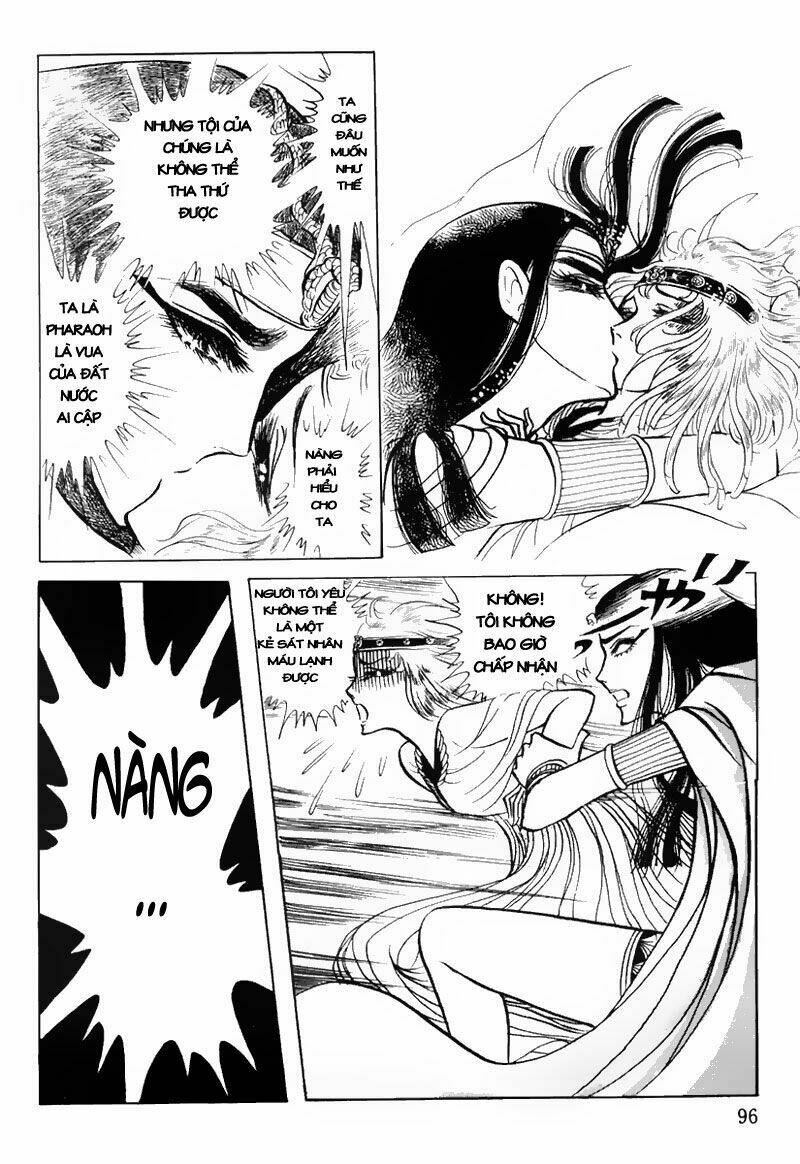 TA
CŨNG
ĐÂU
MUỐN
NHƯ
THẾ
NHƯNG TỘI CỦA
CHÚNG LÀ
KHÔNG THỂ
THA THỨ
ĐƯỢC
TA LÀ
PHARAOH
LÀ VUA
CỦA ĐẤT
NƯỚC
AI CẬP
NÀNG
PHẢI
HIỂU
CHO
TA
KHÔNG!
TÔI KHÔNG
BAO GIỜ
CHẤP NHẬN
NGƯỜI TÔI YÊU
KHÔNG THỂ
LÀ MỘT
KẺ SÁT NHÂN
MÁU LẠNH
ĐƯỢC
NÀNG
...
96